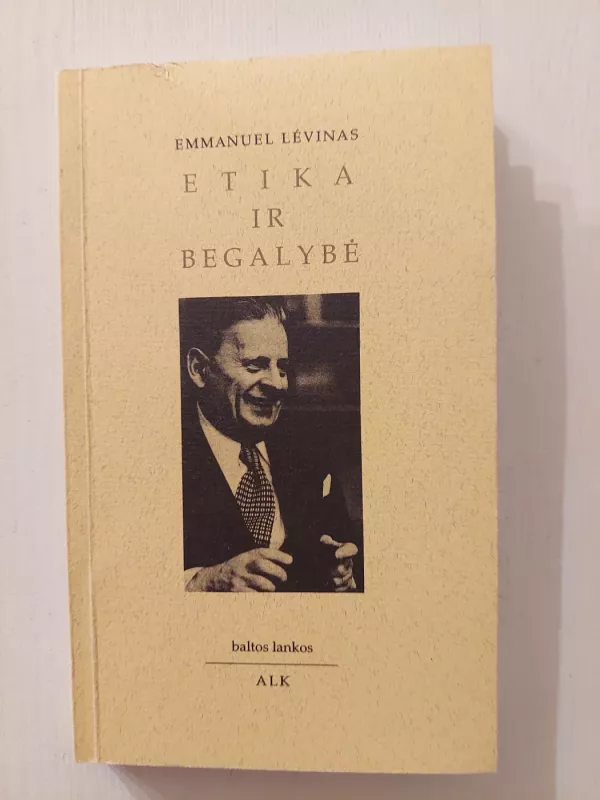 EMMANUEL LÉVINAS
ETIKA
IR
BEGALYBĖ
baltos lankos
ALK